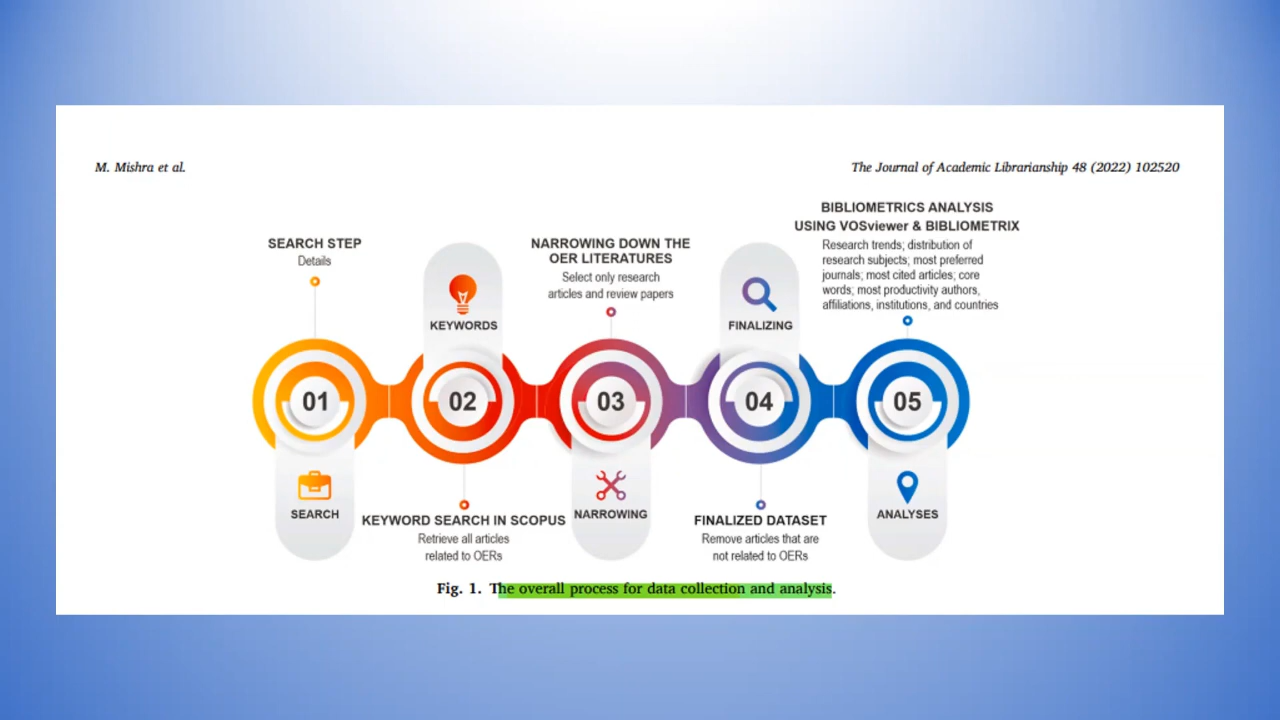 M. Mishra et al.
The Journal of Academic Librarianship 48 (2022) 102520
SEARCH STEP
Details
01
SEARCH
KEYWORDS
02
KEYWORD SEARCH IN SCOPUS
Retrieve all articles
related to OERs
NARROWING DOWN THE
OER LITERATURES
Select only research
articles and review papers
03
NARROWING
FINALIZING
04
FINALIZED DATASET
Remove articles that are
not related to OERs
BIBLIOMETRICS ANALYSIS
USING VOSviewer & BIBLIOMETRIX
Research trends; distribution of
research subjects; most preferred
journals; most cited articles; core
words; most productivity authors,
affiliations, institutions, and countries
05
ANALYSES
Fig. 1. The overall process for data collection and analysis.